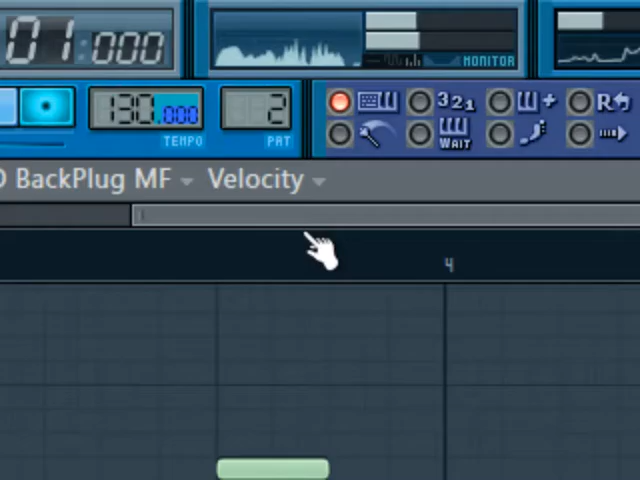 01:000
MONITOR
130.000
2
TEMPO
PAT
321
R
WAIT
BackPlug MF
Velocity
4